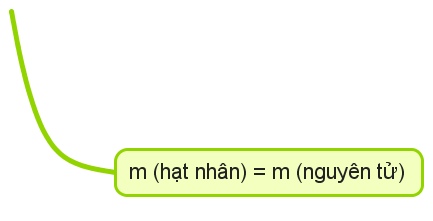 m (hạt nhân) = m (nguyên tử)